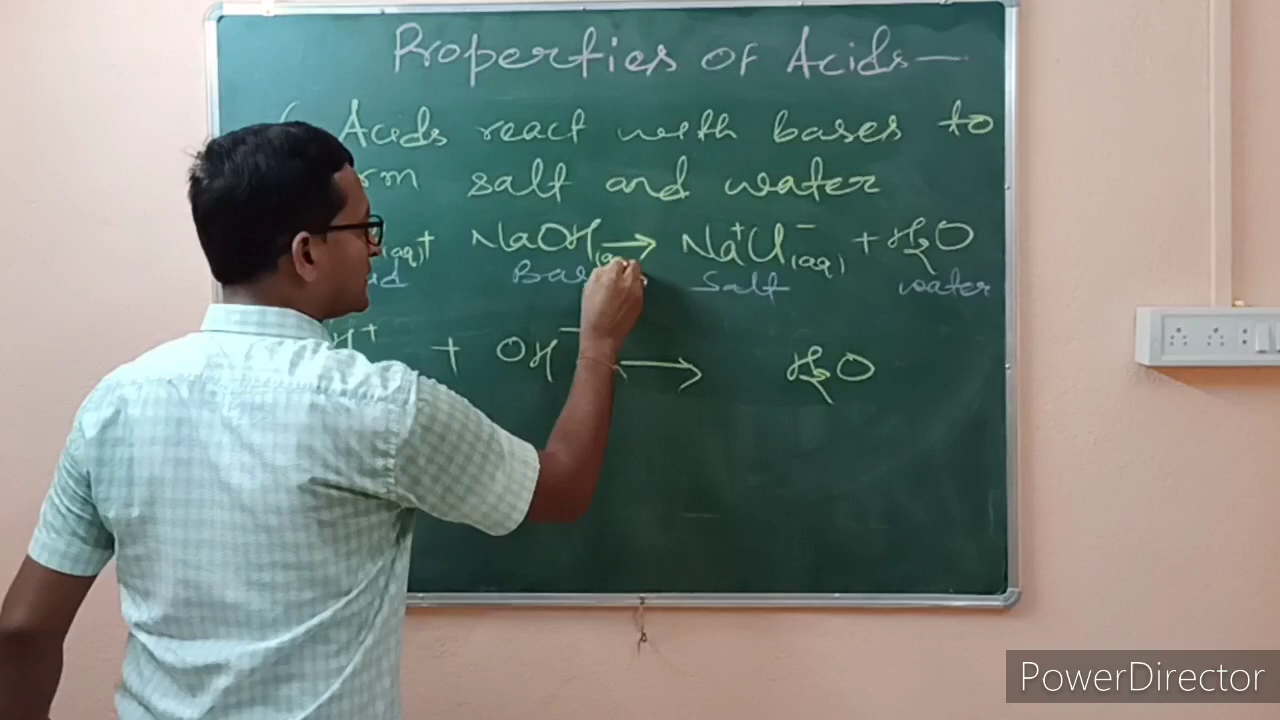 Properties of Acids—
Acids react with bases to
salt and water
(aq)+ NaOH → Na⁺Cl⁻(aq) + H₂O
Salt water
H⁺ + OH⁻ → H₂O
PowerDirector